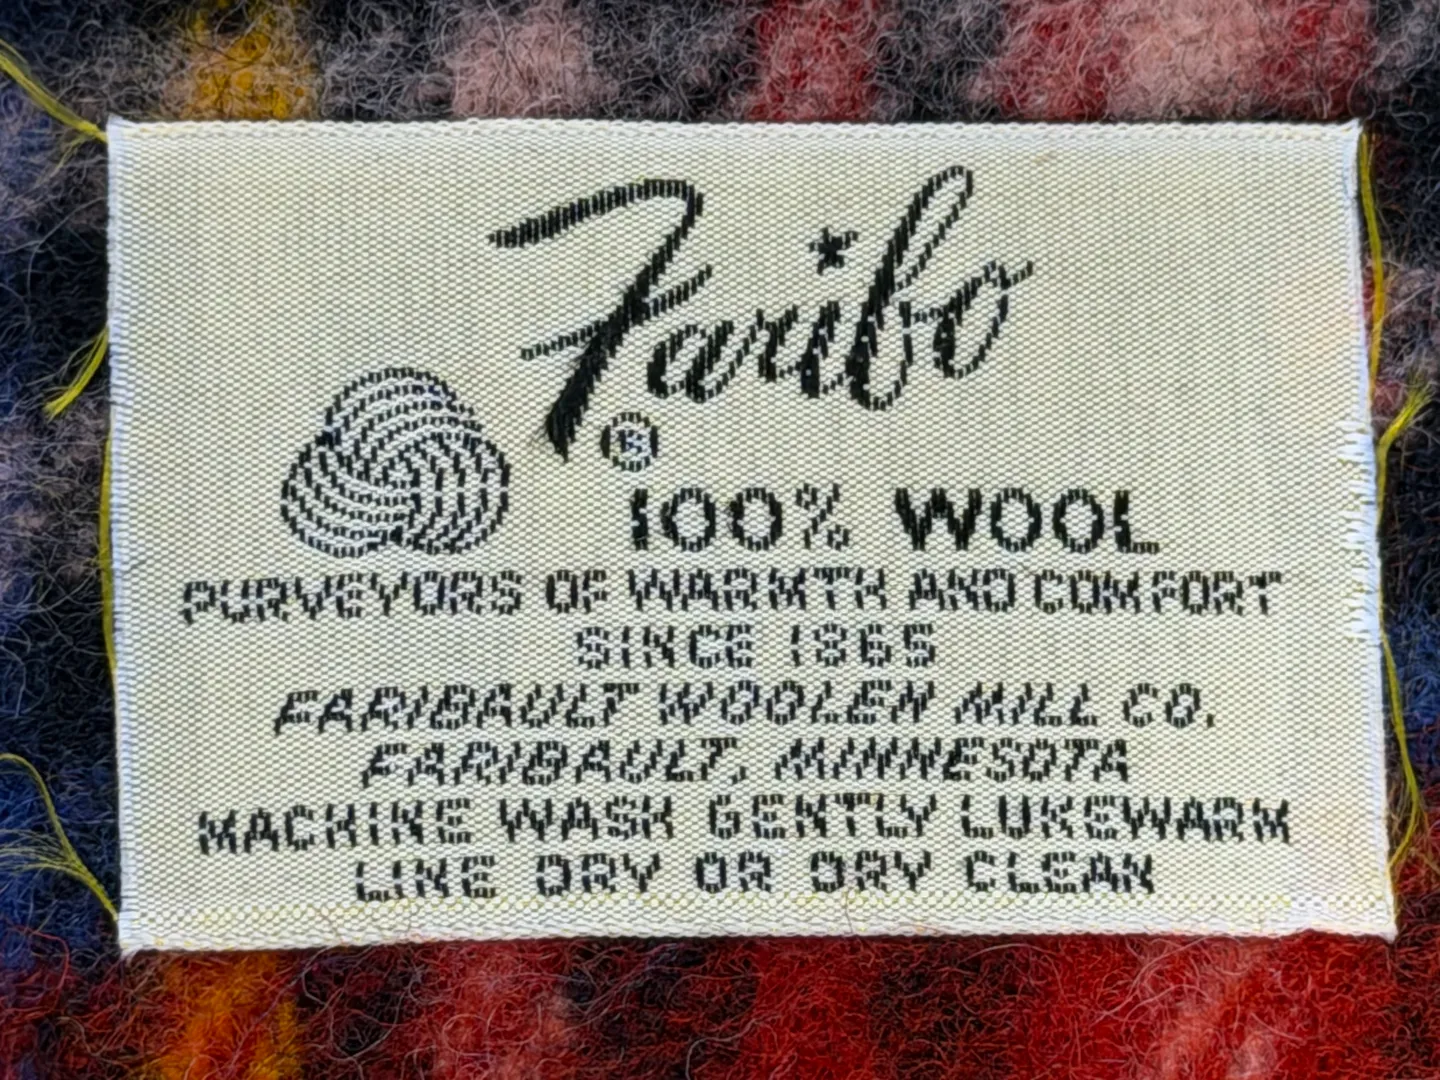 Faribo
®
100% WOOL
PURVEYORS OF WARMTH AND COMFORT
SINCE 1865
FARIBAULT WOOLEN MILL CO.
FARIBAULT, MINNESOTA
MACHINE WASH GENTLY LUKEWARM
LINE DRY OR DRY CLEAN